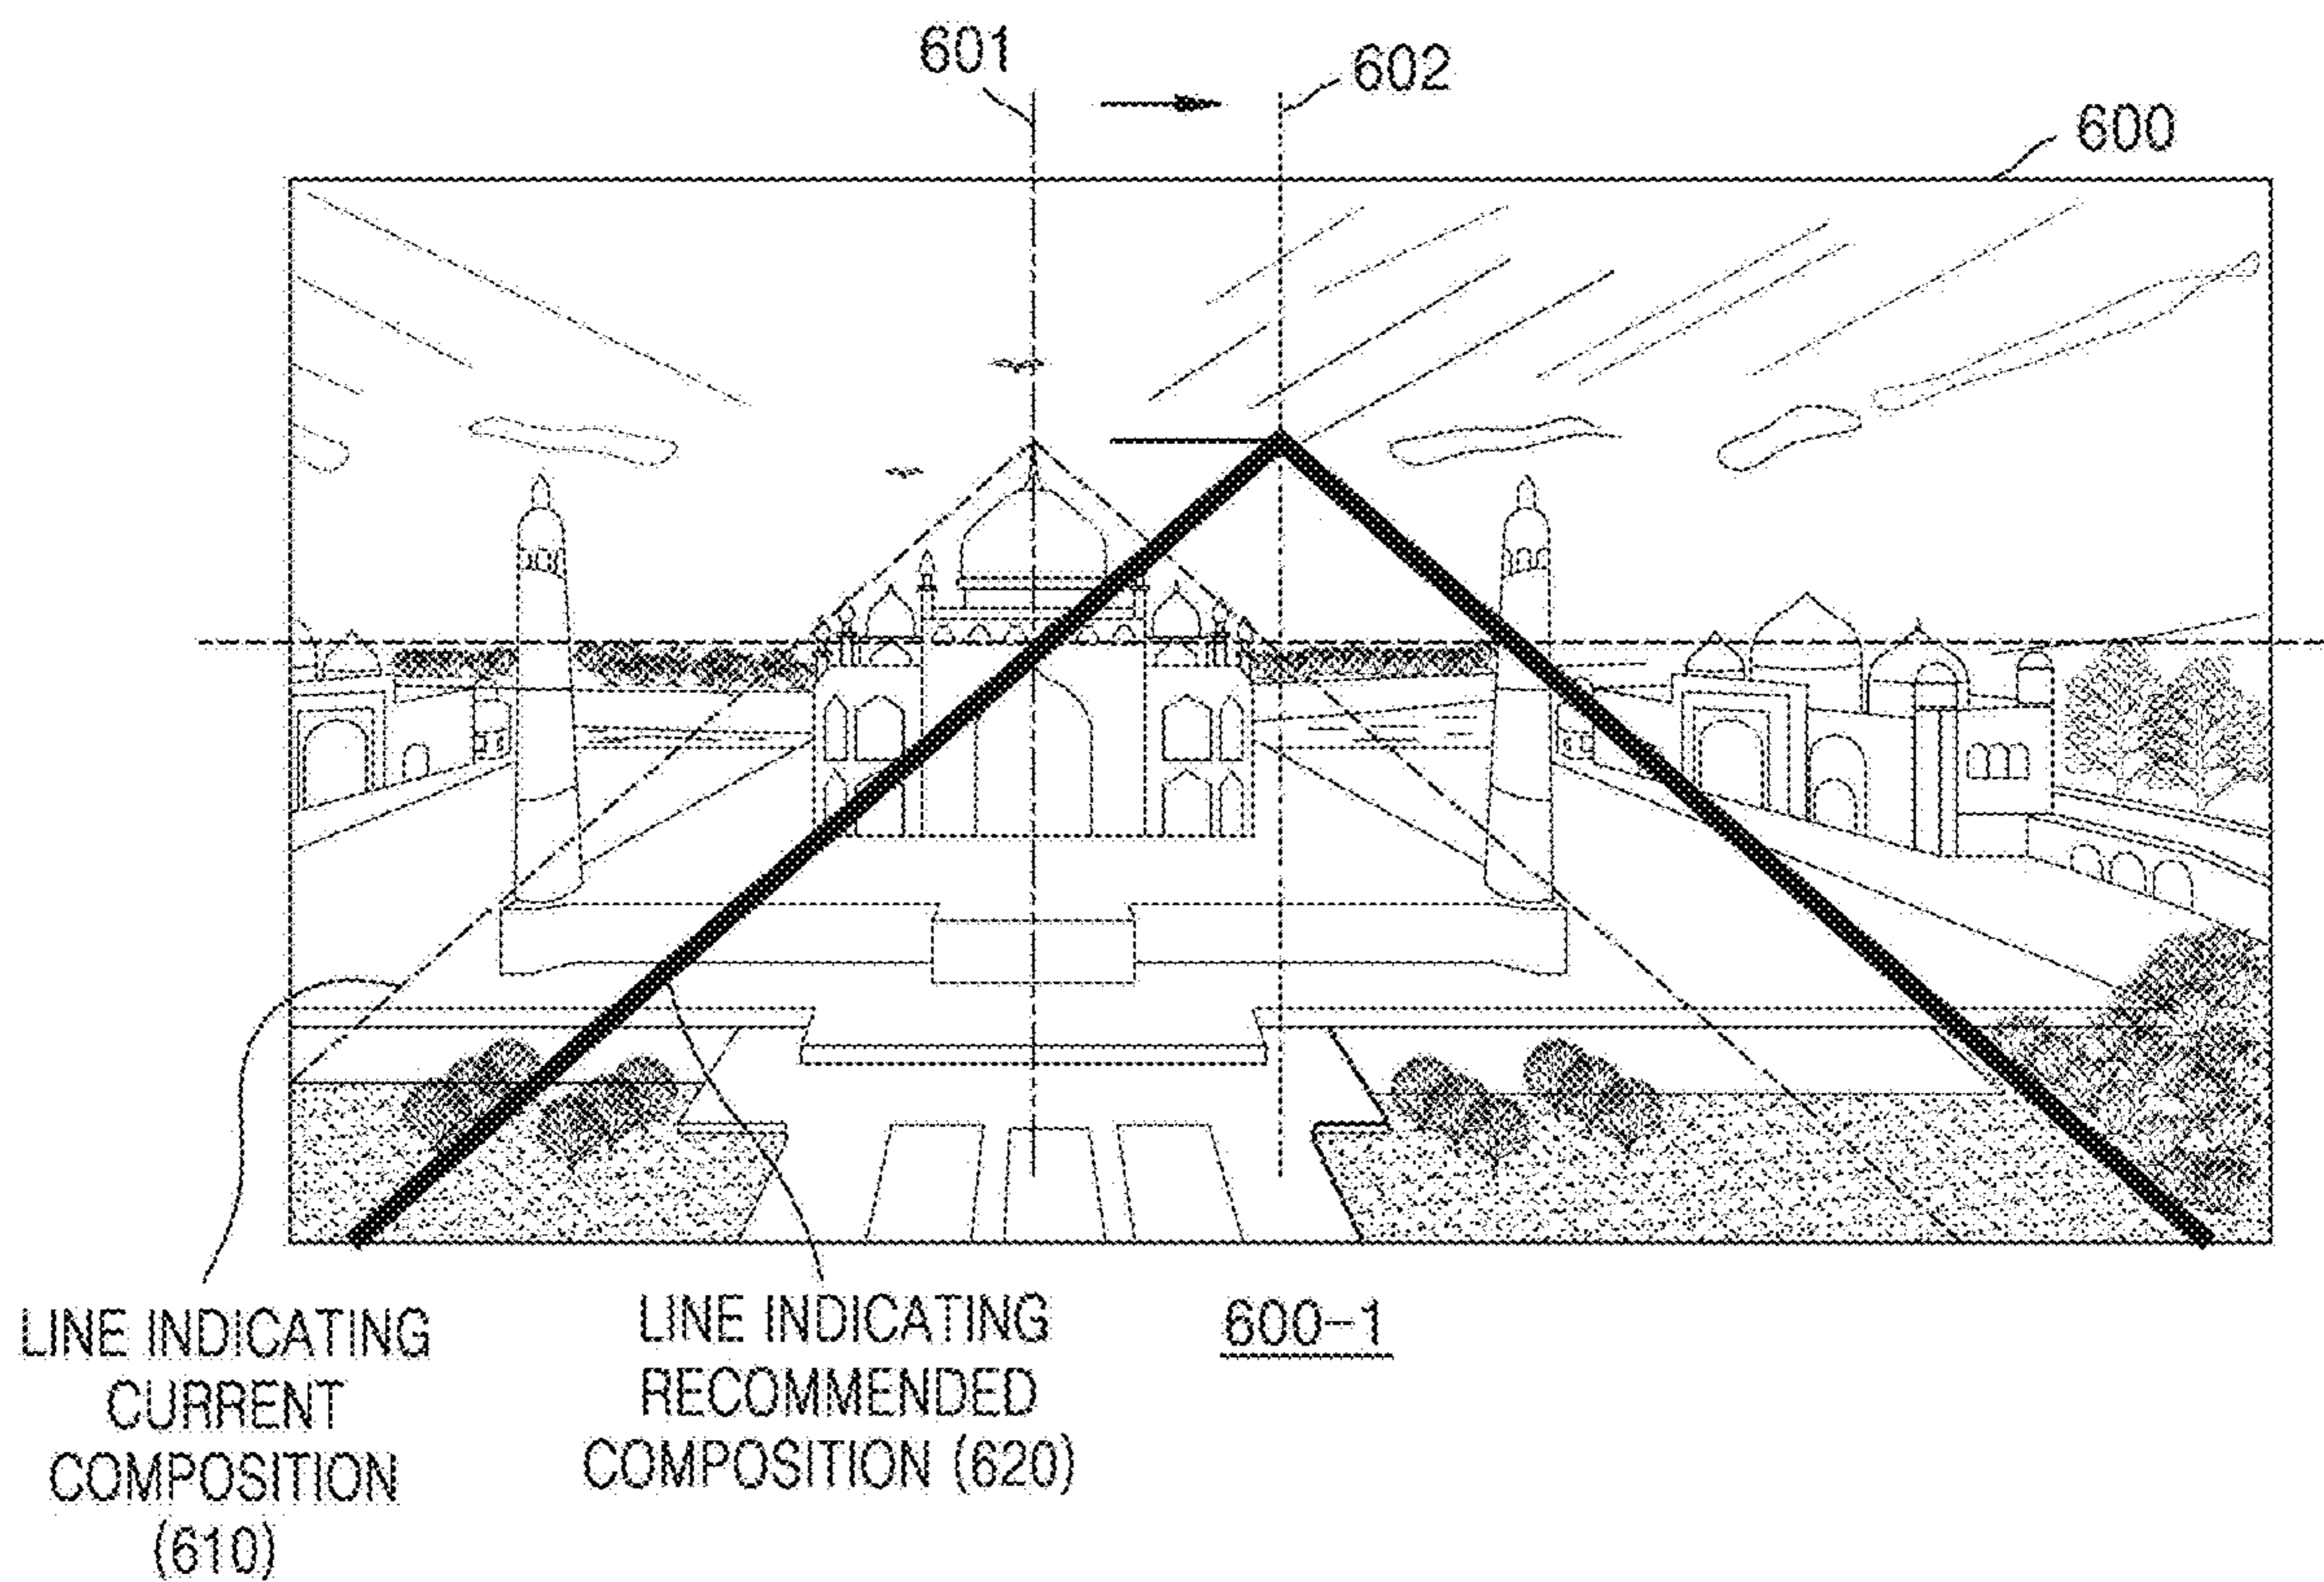 601
602
600
LINE INDICATING
CURRENT
COMPOSITION
(610)
LINE INDICATING
RECOMMENDED
COMPOSITION (620)
600-1